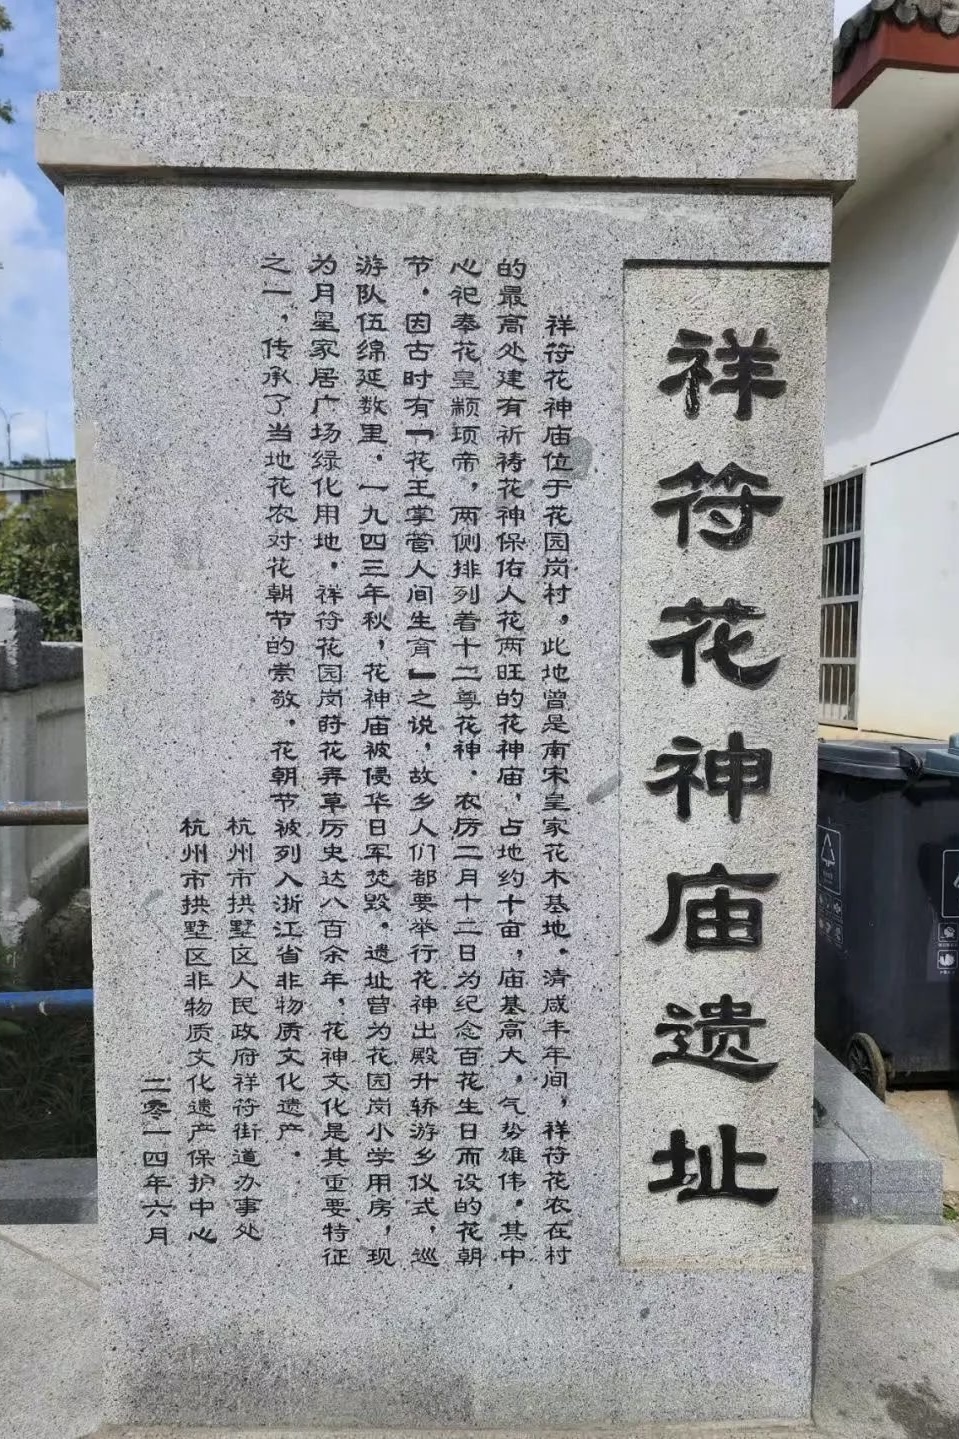 祥符花神庙遗址
祥符花神庙位于花园岗村，此地曾是南宋皇家花木基地。清咸丰年间，祥符花农在村
的最高处建有祈祷花神保佑人花两旺的花神庙，占地约十亩，庙基高大，气势雄伟。其中，
心祀奉花皇颛顼帝，两侧排列着十二尊花神。农历二月十二日为纪念百花生日而设的花朝
节，因古时有「花王掌管人间生育」之说，故乡人们都要举行花神出殿升轿游乡仪式，巡
游队伍绵延数里。一九四三年秋，花神庙被侵华日军焚毁。遗址曾为花园岗小学用房，现
为月星家居广场绿化用地。祥符花园岗莳花弄草历史达八百余年，花神文化是其重要特征
之一，传承了当地花农对花朝节的崇敬。花朝节被列入浙江省非物质文化遗产。
杭州市拱墅区人民政府祥符街道办事处
杭州市拱墅区非物质文化遗产保护中心
二零一四年六月